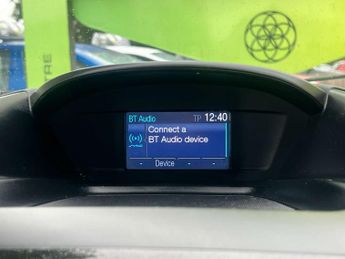 BT Audio TP 12:40
Connect a
BT Audio device
- Device - -